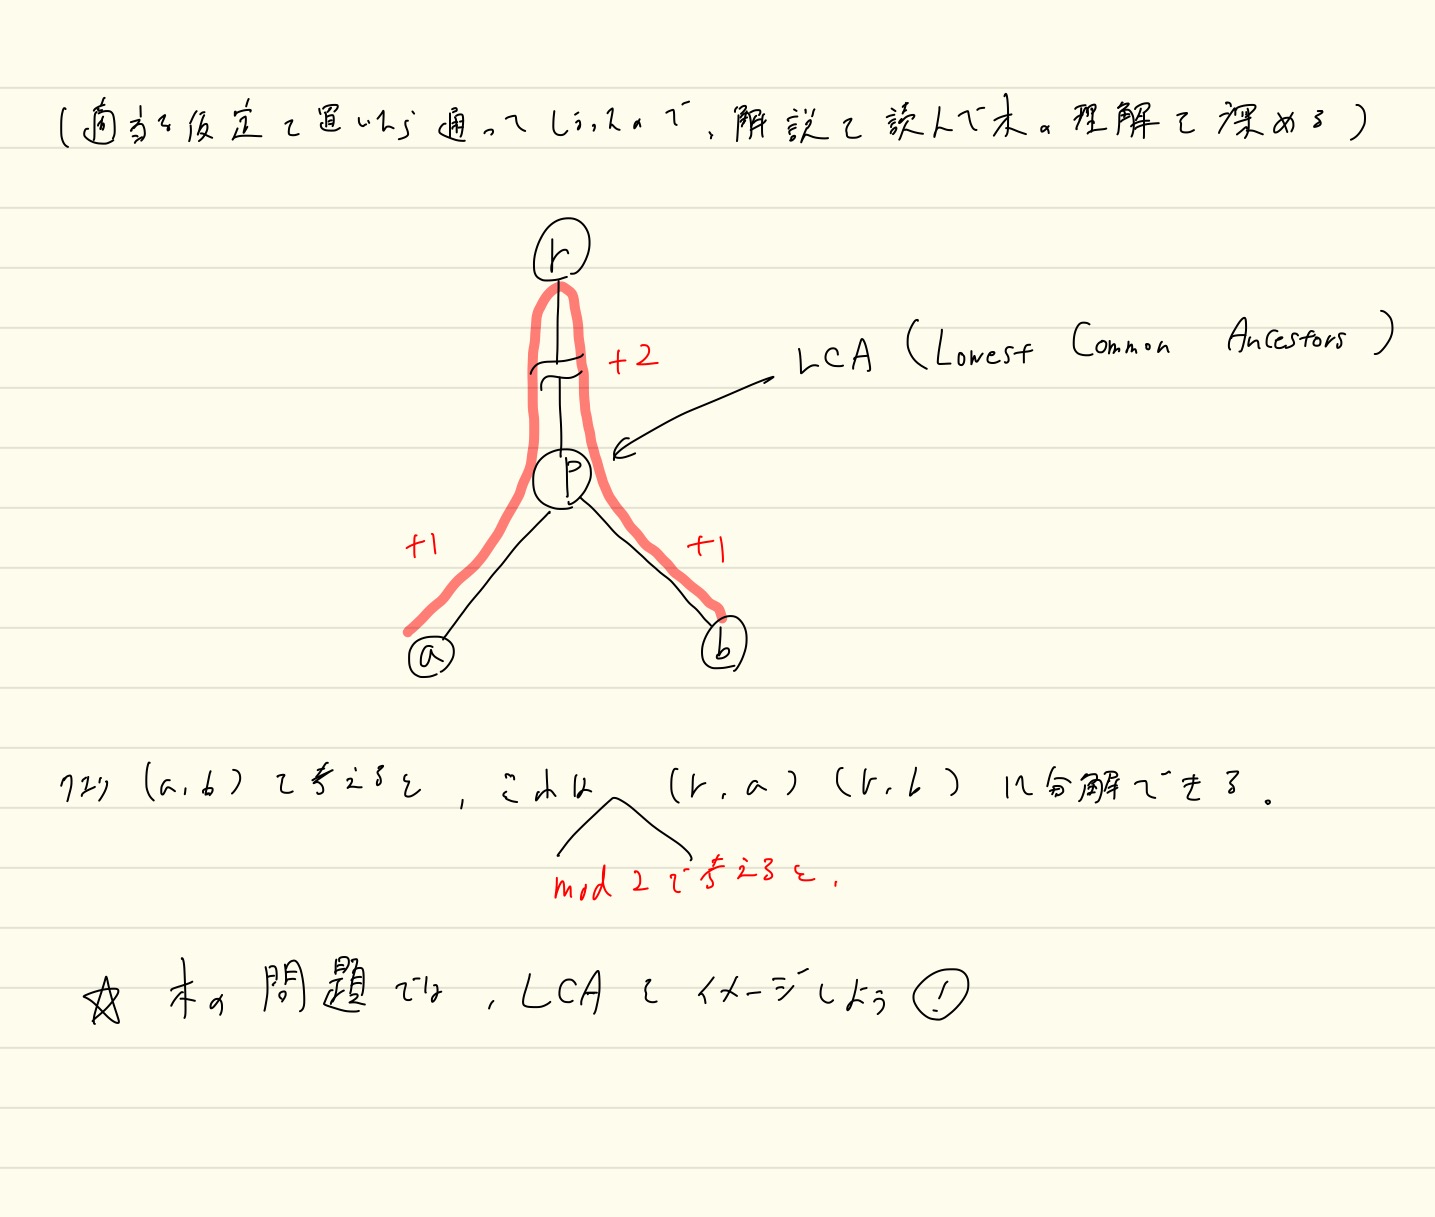 (適当な仮定を置いたら通ってしまったので、解説を読んで木の理解を深める)
r
+2
LCA (Lowest Common Ancestors)
p
+1
+1
a
b
クエリ (a,b) を考えると, これは (r,a) (r,b) に分解できる.
mod 2 で考えると,
☆ 木の問題では, LCA をイメージしよう !